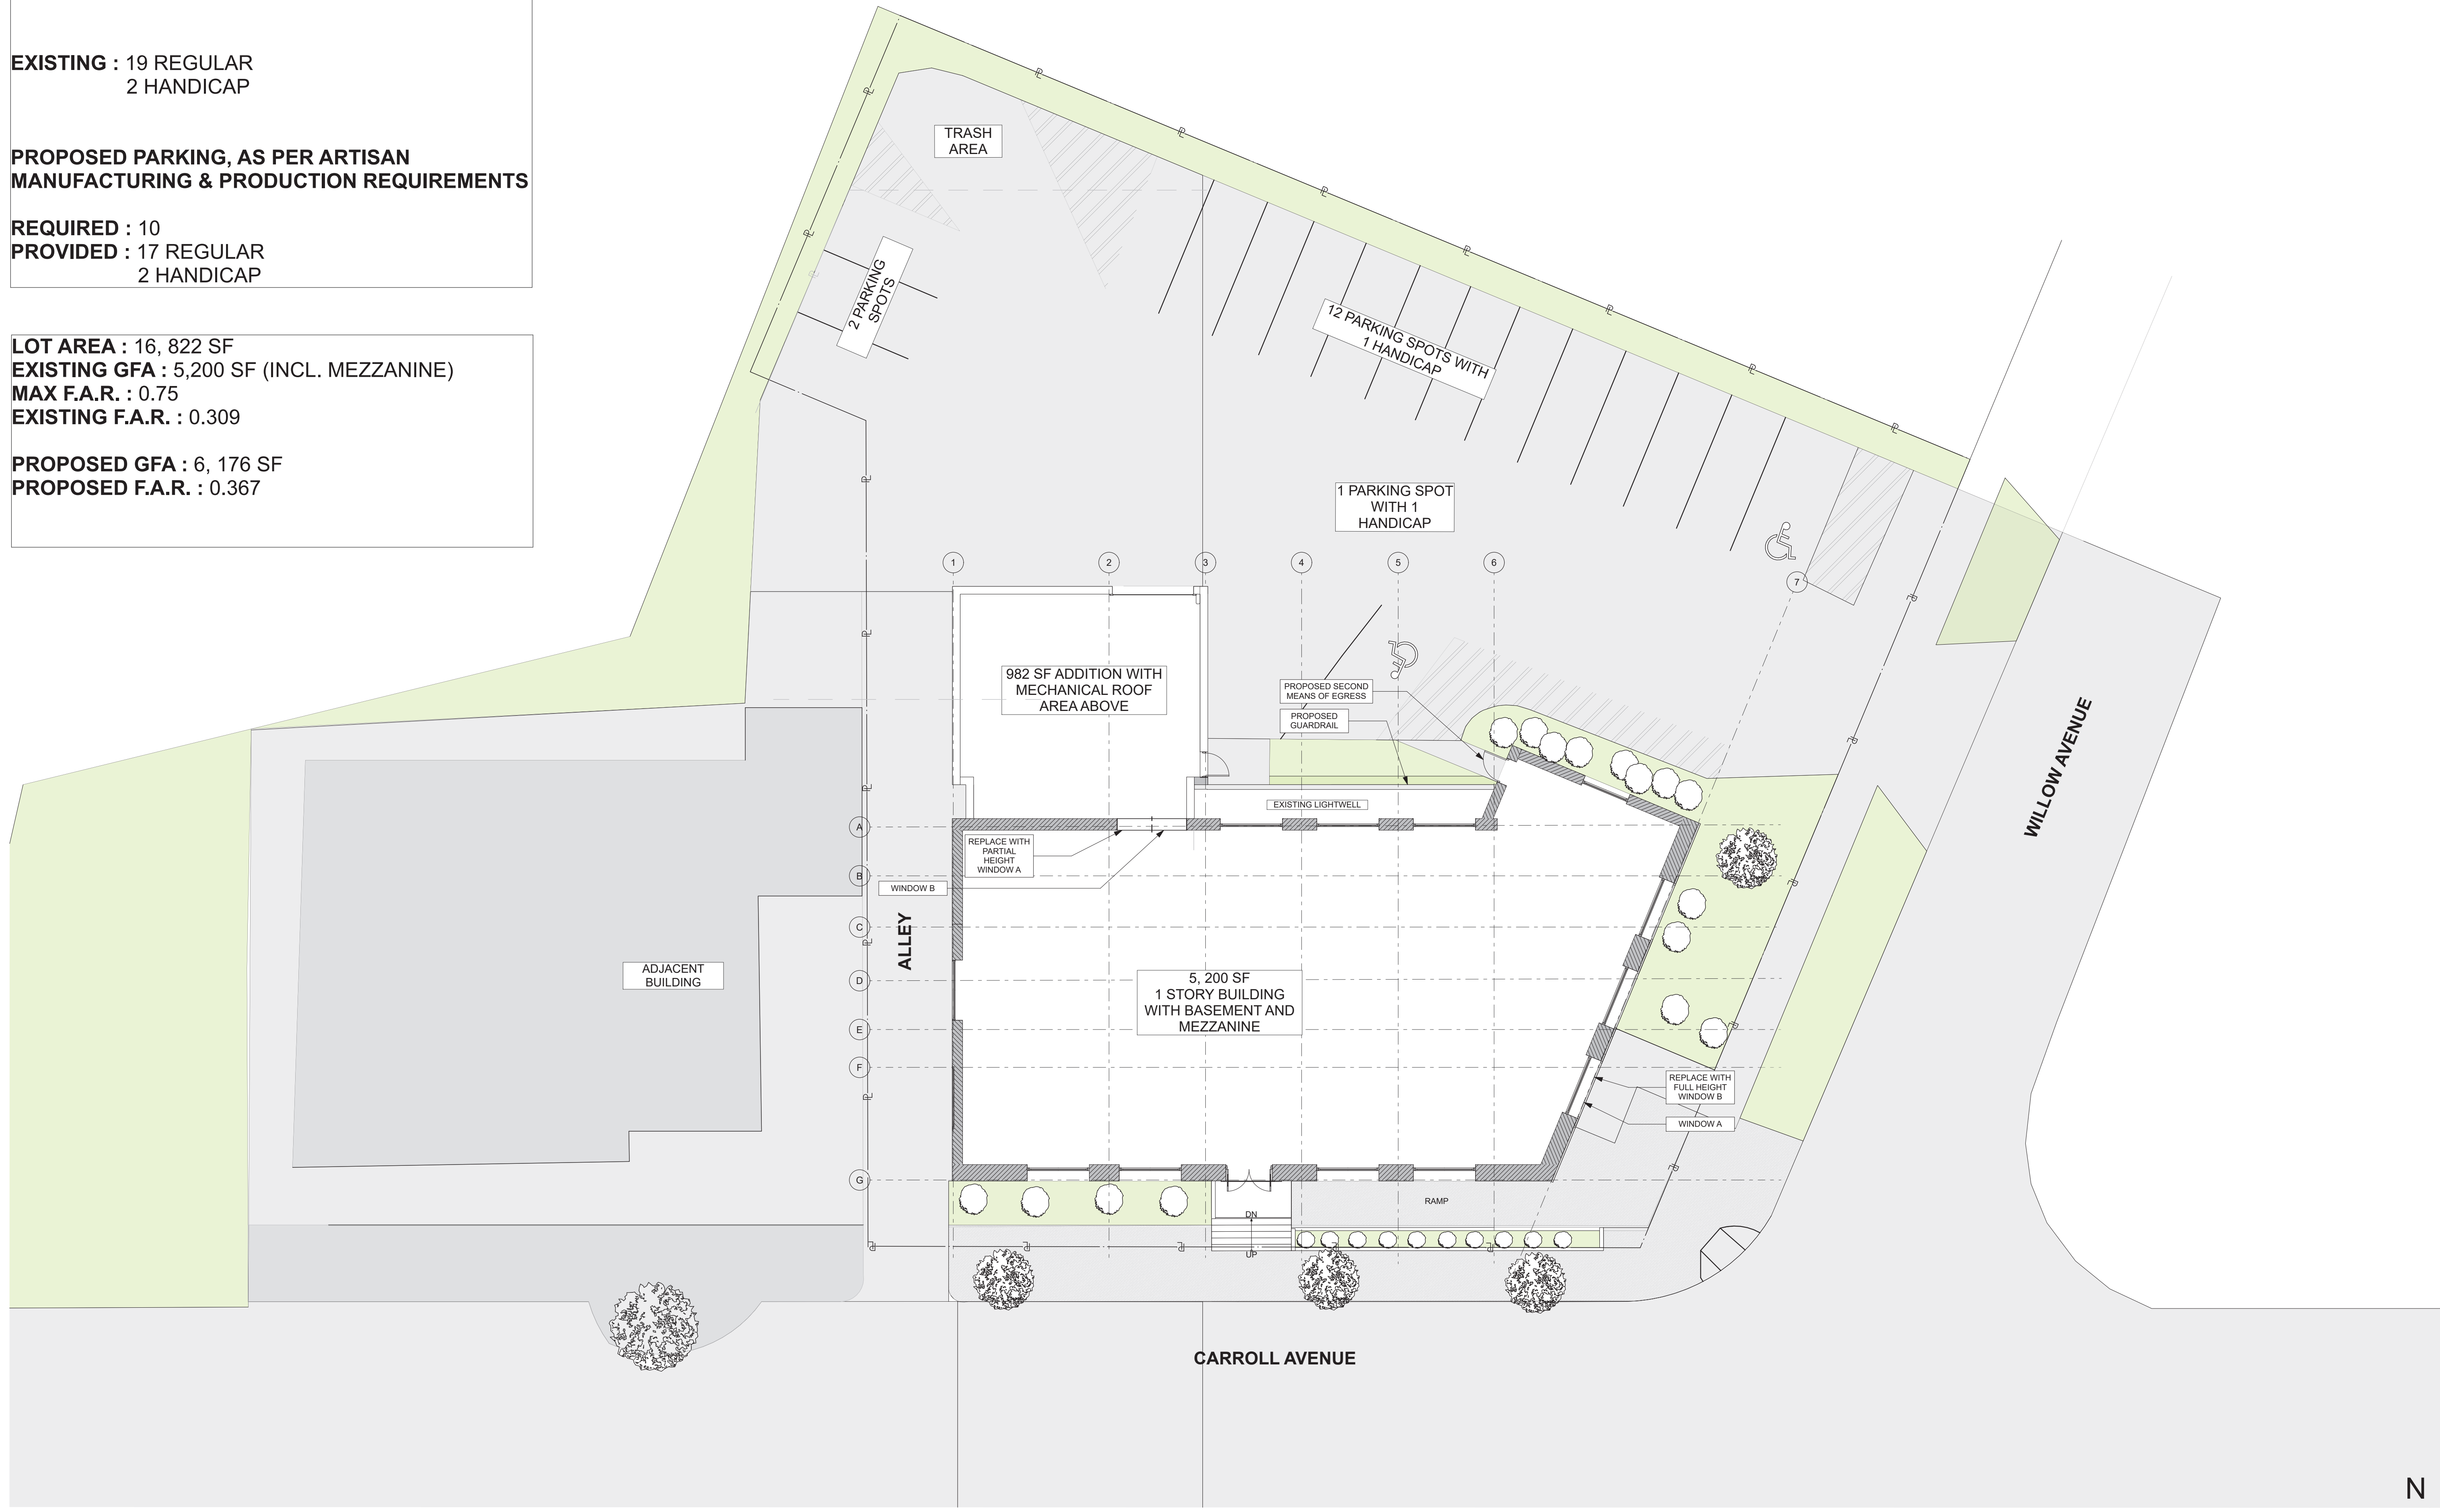 EXISTING : 19 REGULAR
2 HANDICAP
PROPOSED PARKING, AS PER ARTISAN
MANUFACTURING & PRODUCTION REQUIREMENTS
REQUIRED : 10
PROVIDED : 17 REGULAR
2 HANDICAP
LOT AREA : 16, 822 SF
EXISTING GFA : 5,200 SF (INCL. MEZZANINE)
MAX F.A.R. : 0.75
EXISTING F.A.R. : 0.309
PROPOSED GFA : 6, 176 SF
PROPOSED F.A.R. : 0.367
TRASH
AREA
2 PARKING
SPOTS
12 PARKING SPOTS WITH
1 HANDICAP
1 PARKING SPOT
WITH 1
HANDICAP
1
2
3
4
5
6
7
982 SF ADDITION WITH
MECHANICAL ROOF
AREA ABOVE
PROPOSED SECOND
MEANS OF EGRESS
PROPOSED
GUARDRAIL
EXISTING LIGHTWELL
A
B
C
D
E
F
G
REPLACE WITH
PARTIAL
HEIGHT
WINDOW A
WINDOW B
ALLEY
ADJACENT
BUILDING
5, 200 SF
1 STORY BUILDING
WITH BASEMENT AND
MEZZANINE
REPLACE WITH
FULL HEIGHT
WINDOW B
WINDOW A
RAMP
DN
UP
WILLOW AVENUE
CARROLL AVENUE
N